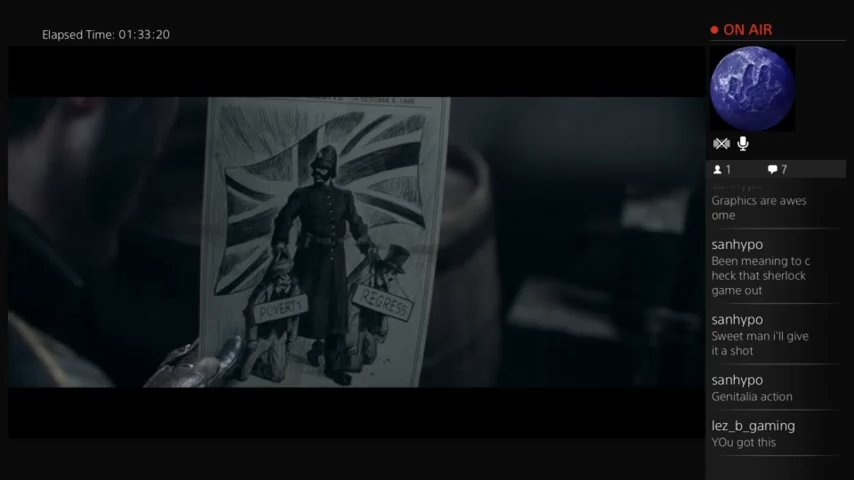 Elapsed Time: 01:33:20
ON AIR
1
7
Graphics are awes
ome
sanhypo
Been meaning to c
heck that sherlock
game out
sanhypo
Sweet man i'll give
it a shot
sanhypo
Genitalia action
lez_b_gaming
YOu got this
POVERTY
REGRESS